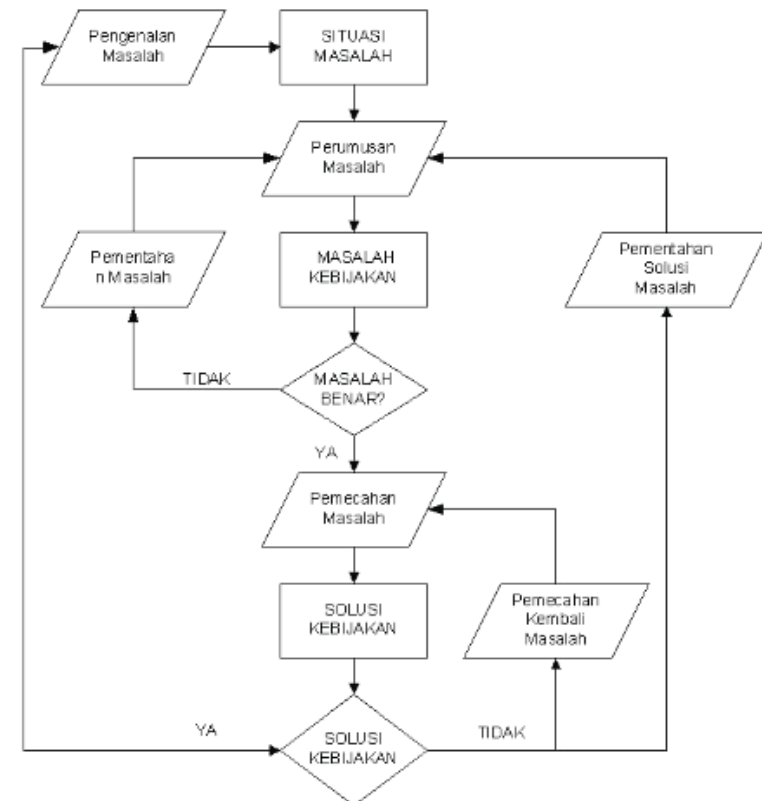 Pengenalan
Masalah
SITUASI
MASALAH
Perumusan
Masalah
Pementaha
n Masalah
MASALAH
KEBIJAKAN
Pementahan
Solusi
Masalah
TIDAK
MASALAH
BENAR?
YA
Pemecahan
Masalah
SOLUSI
KEBIJAKAN
Pemecahan
Kembali
Masalah
YA
SOLUSI
KEBIJAKAN
TIDAK